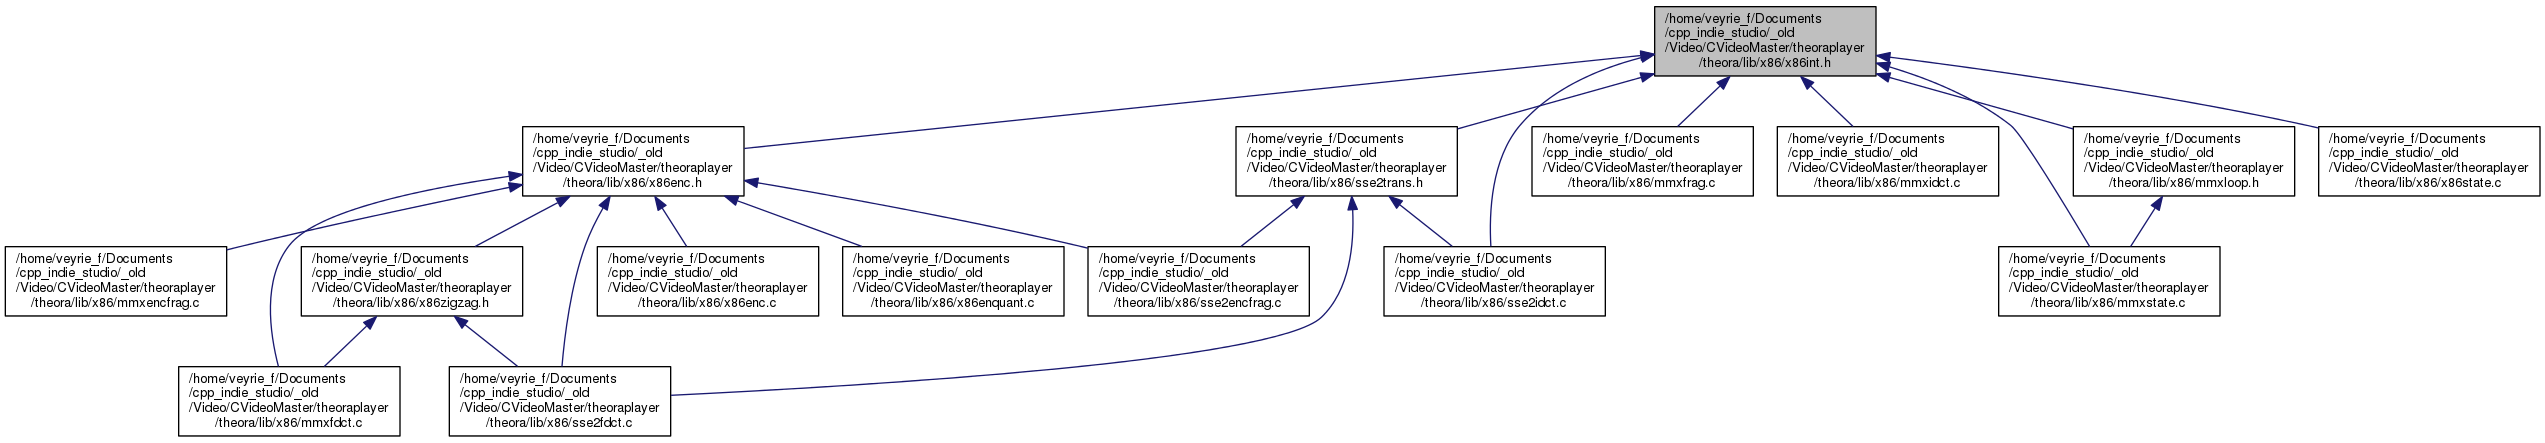 /home/veyrie_f/Documents
/cpp_indie_studio/_old
/Video/CVideoMaster/theoraplayer
/theora/lib/x86/x86int.h
/home/veyrie_f/Documents
/cpp_indie_studio/_old
/Video/CVideoMaster/theoraplayer
/theora/lib/x86/x86enc.h
/home/veyrie_f/Documents
/cpp_indie_studio/_old
/Video/CVideoMaster/theoraplayer
/theora/lib/x86/sse2trans.h
/home/veyrie_f/Documents
/cpp_indie_studio/_old
/Video/CVideoMaster/theoraplayer
/theora/lib/x86/mmxfrag.c
/home/veyrie_f/Documents
/cpp_indie_studio/_old
/Video/CVideoMaster/theoraplayer
/theora/lib/x86/mmxidct.c
/home/veyrie_f/Documents
/cpp_indie_studio/_old
/Video/CVideoMaster/theoraplayer
/theora/lib/x86/mmxloop.h
/home/veyrie_f/Documents
/cpp_indie_studio/_old
/Video/CVideoMaster/theoraplayer
/theora/lib/x86/x86state.c
/home/veyrie_f/Documents
/cpp_indie_studio/_old
/Video/CVideoMaster/theoraplayer
/theora/lib/x86/mmxencfrag.c
/home/veyrie_f/Documents
/cpp_indie_studio/_old
/Video/CVideoMaster/theoraplayer
/theora/lib/x86/x86zigzag.h
/home/veyrie_f/Documents
/cpp_indie_studio/_old
/Video/CVideoMaster/theoraplayer
/theora/lib/x86/x86enc.c
/home/veyrie_f/Documents
/cpp_indie_studio/_old
/Video/CVideoMaster/theoraplayer
/theora/lib/x86/x86enquant.c
/home/veyrie_f/Documents
/cpp_indie_studio/_old
/Video/CVideoMaster/theoraplayer
/theora/lib/x86/sse2encfrag.c
/home/veyrie_f/Documents
/cpp_indie_studio/_old
/Video/CVideoMaster/theoraplayer
/theora/lib/x86/sse2idct.c
/home/veyrie_f/Documents
/cpp_indie_studio/_old
/Video/CVideoMaster/theoraplayer
/theora/lib/x86/mmxstate.c
/home/veyrie_f/Documents
/cpp_indie_studio/_old
/Video/CVideoMaster/theoraplayer
/theora/lib/x86/mmxfdct.c
/home/veyrie_f/Documents
/cpp_indie_studio/_old
/Video/CVideoMaster/theoraplayer
/theora/lib/x86/sse2fdct.c